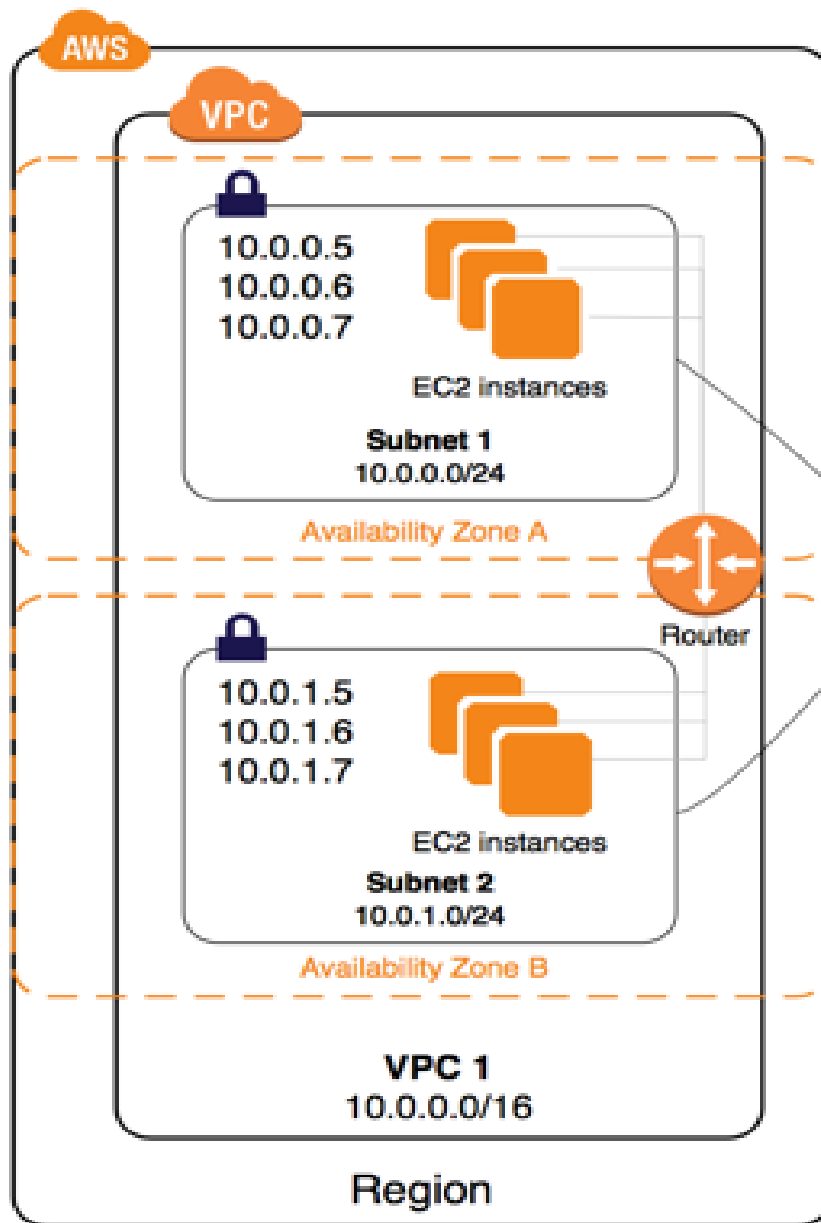 AWS
VPC
10.0.0.5
10.0.0.6
10.0.0.7
EC2 instances
Subnet 1
10.0.0.0/24
Availability Zone A
Router
10.0.1.5
10.0.1.6
10.0.1.7
EC2 instances
Subnet 2
10.0.1.0/24
Availability Zone B
VPC 1
10.0.0.0/16
Region